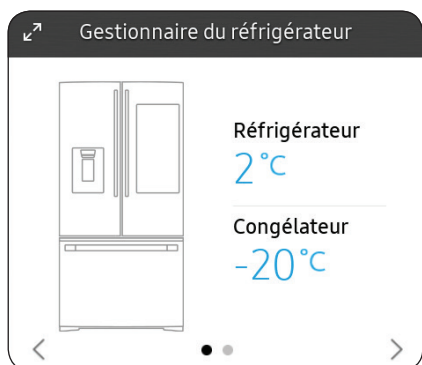 Gestionnaire du réfrigérateur
Réfrigérateur
2°C
Congélateur
-20°C